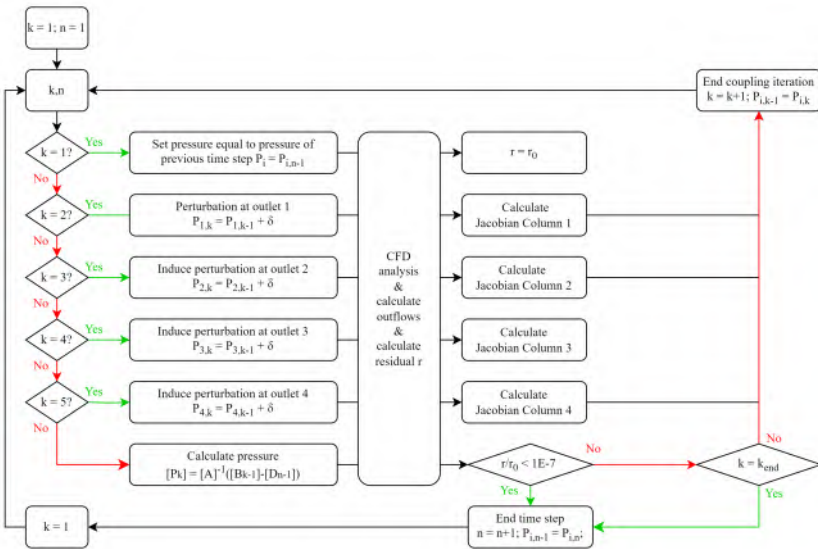 k = 1; n = 1
k,n
End coupling iteration
k = k+1; P_{i,k-1} = P_{i,k}
k = 1?
Yes
No
Set pressure equal to pressure of
previous time step P_i = P_{i,n-1}
r = r_0
k = 2?
Yes
No
Perturbation at outlet 1
P_{1,k} = P_{1,k-1} + δ
Calculate
Jacobian Column 1
k = 3?
Yes
No
Induce perturbation at outlet 2
P_{2,k} = P_{2,k-1} + δ
CFD
analysis
&
calculate
outflows
&
calculate
residual r
Calculate
Jacobian Column 2
k = 4?
Yes
No
Induce perturbation at outlet 3
P_{3,k} = P_{3,k-1} + δ
Calculate
Jacobian Column 3
k = 5?
Yes
No
Induce perturbation at outlet 4
P_{4,k} = P_{4,k-1} + δ
Calculate
Jacobian Column 4
Calculate pressure
[P_k] = [A]^{-1}([B_{k-1}]-[D_{n-1}])
r/r_0 < 1E-7
No
Yes
k = k_{end}
No
Yes
k = 1
End time step
n = n+1; P_{i,n-1} = P_{i,n};